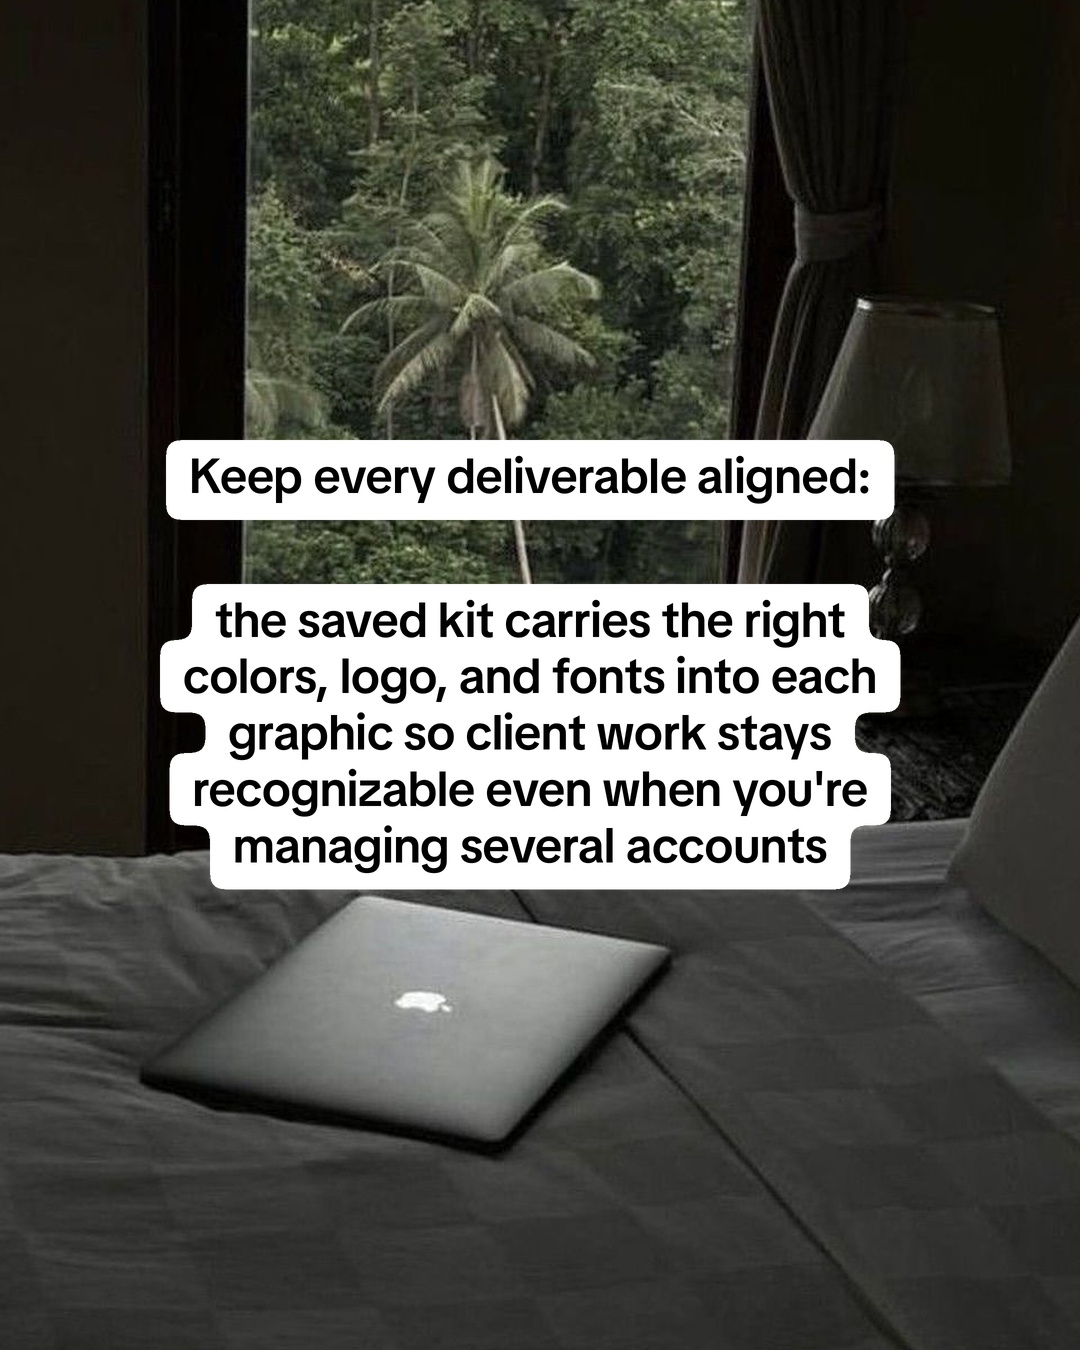 Keep every deliverable aligned:
the saved kit carries the right
colors, logo, and fonts into each
graphic so client work stays
recognizable even when you're
managing several accounts